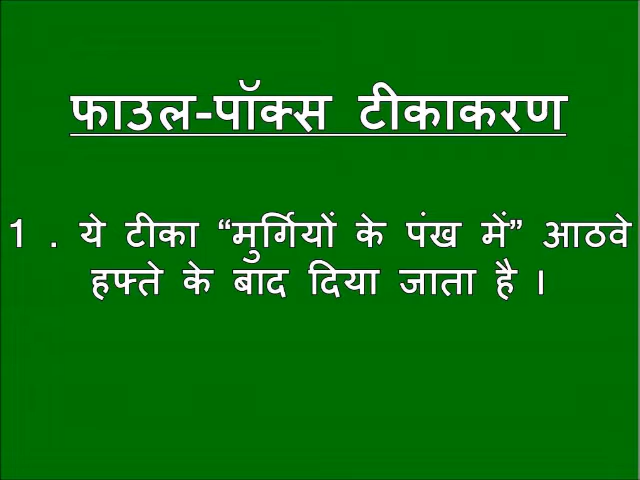 फाउल-पॉक्स टीकाकरण
1 . ये टीका “मुर्गियों के पंख में” आठवे
हफ्ते के बाद दिया जाता है ।